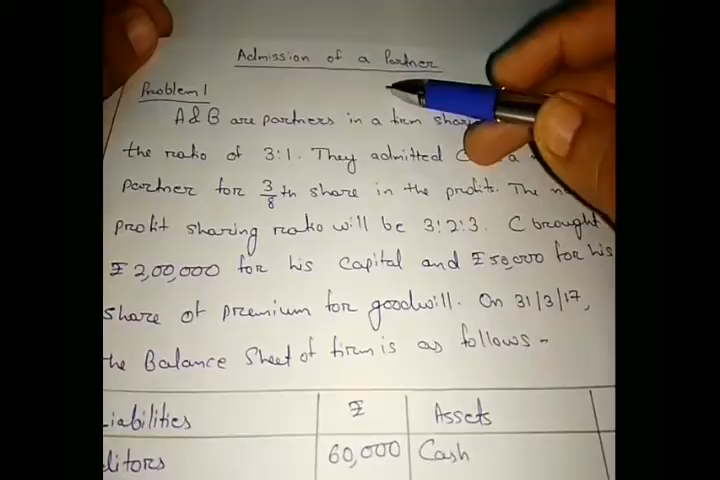 Admission of a Partner
Problem 1
A & B are partners in a firm
the ratio of 3:1. They admitted C
Partner for 3/8 th share in the profits. The
profit sharing ratio will be 3:2:3. C brought
₹ 2,00,000 for his capital and ₹ 50,000 for his
share of premium for goodwill. On 31/3/17,
the Balance Sheet of firm is as follows -
Liabilities ₹ Assets
60,000 Cash